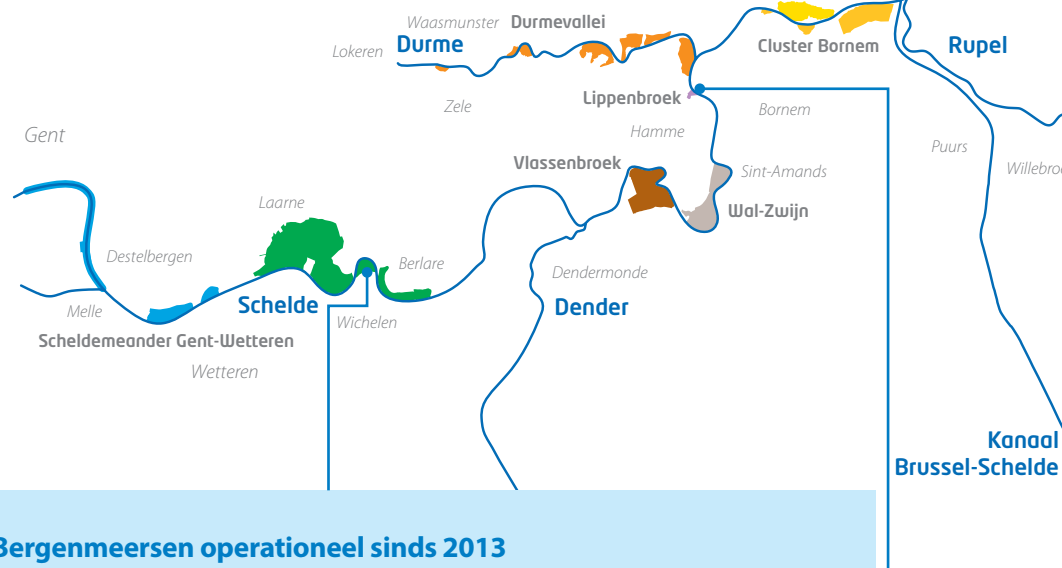 Waasmunster Durmevallei
Lokeren Durme
Cluster Bornem
Rupel
Zele
Lippenbroek
Bornem
Gent
Hamme
Puurs
Vlassenbroek
Sint-Amands
Laarne
Wal-Zwijn
Destelbergen
Berlare
Dendermonde
Melle
Schelde
Dender
Wichelen
Scheldemeander Gent-Wetteren
Wetteren
Kanaal
Brussel-Schelde
Bergenmeersen operationeel sinds 2013